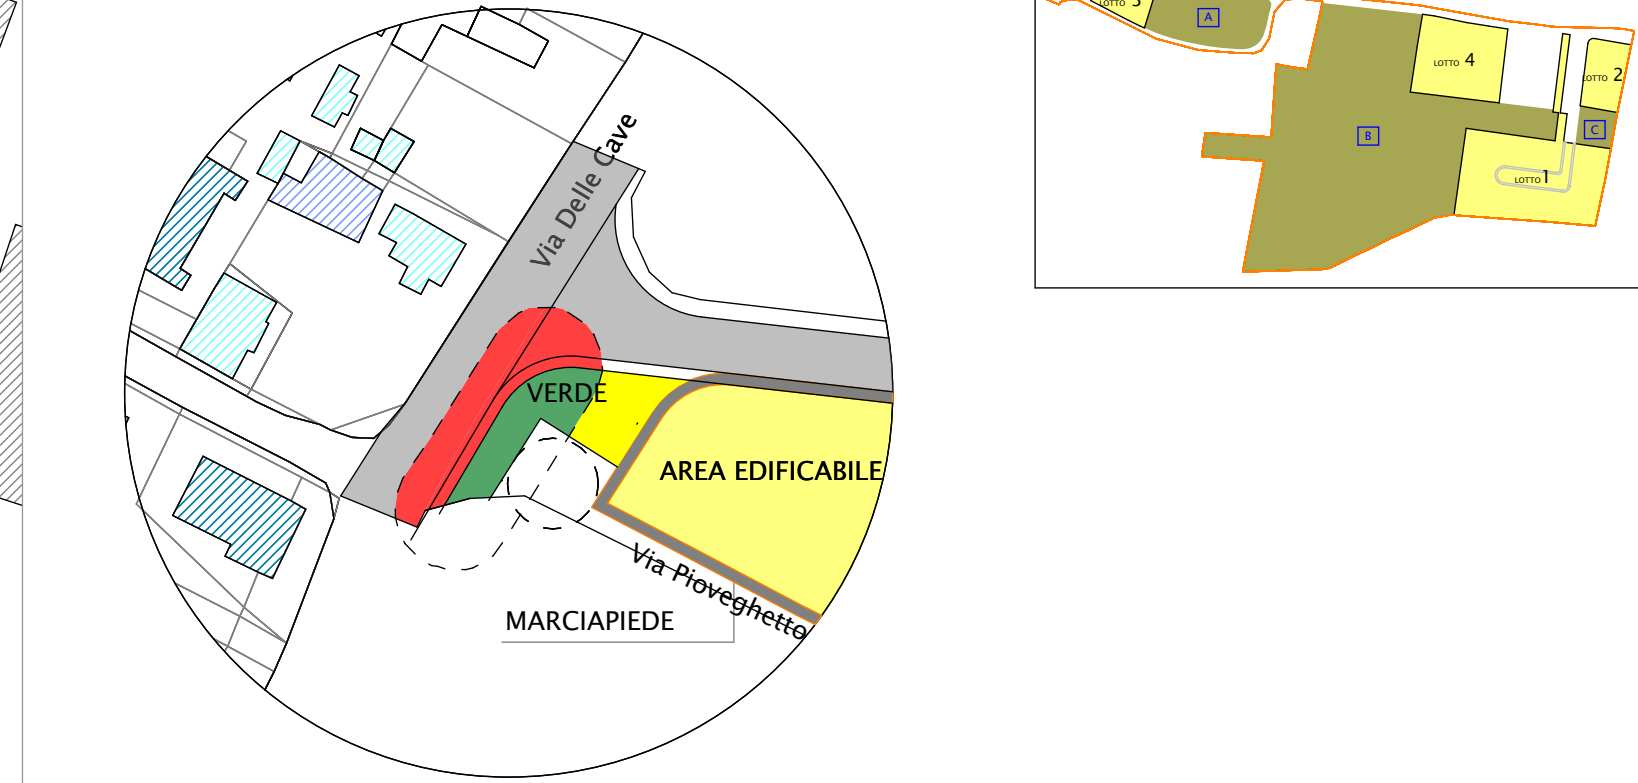 Via Delle Cave
VERDE
AREA EDIFICABILE
Via Pioveghetto
MARCIAPIEDE
LOTTO 3
A
LOTTO 4
LOTTO 2
B
C
LOTTO 1